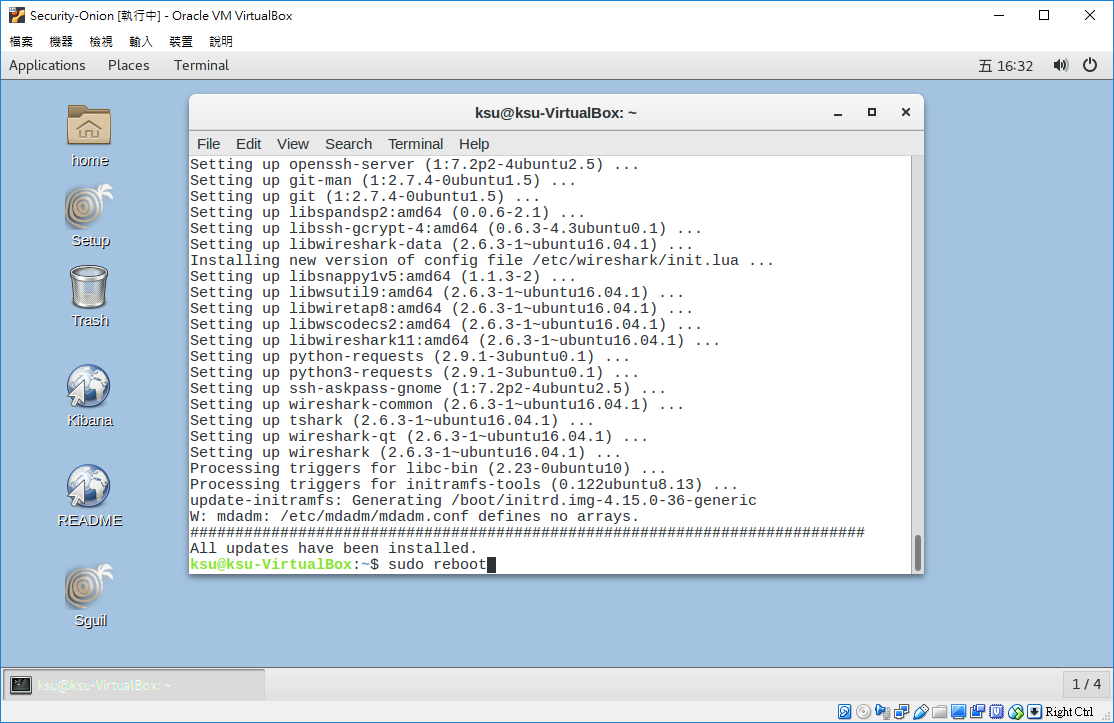 Security-Onion [執行中] - Oracle VM VirtualBox
檔案 機器 檢視 輸入 裝置 說明
Applications Places Terminal 五 16:32
home
Setup
Trash
Kibana
README
Sguil
ksu@ksu-VirtualBox: ~
File Edit View Search Terminal Help
Setting up openssh-server (1:7.2p2-4ubuntu2.5) ...
Setting up git-man (1:2.7.4-0ubuntu1.5) ...
Setting up git (1:2.7.4-0ubuntu1.5) ...
Setting up libspandsp2:amd64 (0.0.6-2.1) ...
Setting up libssh-gcrypt-4:amd64 (0.6.3-4.3ubuntu0.1) ...
Setting up libwireshark-data (2.6.3-1~ubuntu16.04.1) ...
Installing new version of config file /etc/wireshark/init.lua ...
Setting up libsnappy1v5:amd64 (1.1.3-2) ...
Setting up libwsutil9:amd64 (2.6.3-1~ubuntu16.04.1) ...
Setting up libwiretap8:amd64 (2.6.3-1~ubuntu16.04.1) ...
Setting up libwscodecs2:amd64 (2.6.3-1~ubuntu16.04.1) ...
Setting up libwireshark11:amd64 (2.6.3-1~ubuntu16.04.1) ...
Setting up python-requests (2.9.1-3ubuntu0.1) ...
Setting up python3-requests (2.9.1-3ubuntu0.1) ...
Setting up ssh-askpass-gnome (1:7.2p2-4ubuntu2.5) ...
Setting up wireshark-common (2.6.3-1~ubuntu16.04.1) ...
Setting up tshark (2.6.3-1~ubuntu16.04.1) ...
Setting up wireshark-qt (2.6.3-1~ubuntu16.04.1) ...
Setting up wireshark (2.6.3-1~ubuntu16.04.1) ...
Processing triggers for libc-bin (2.23-0ubuntu10) ...
Processing triggers for initramfs-tools (0.122ubuntu8.13) ...
update-initramfs: Generating /boot/initrd.img-4.15.0-36-generic
W: mdadm: /etc/mdadm/mdadm.conf defines no arrays.
###########################################################################
All updates have been installed.
ksu@ksu-VirtualBox:~$ sudo reboot
ksu@ksu-VirtualBox: ~
1 / 4
Right Ctrl